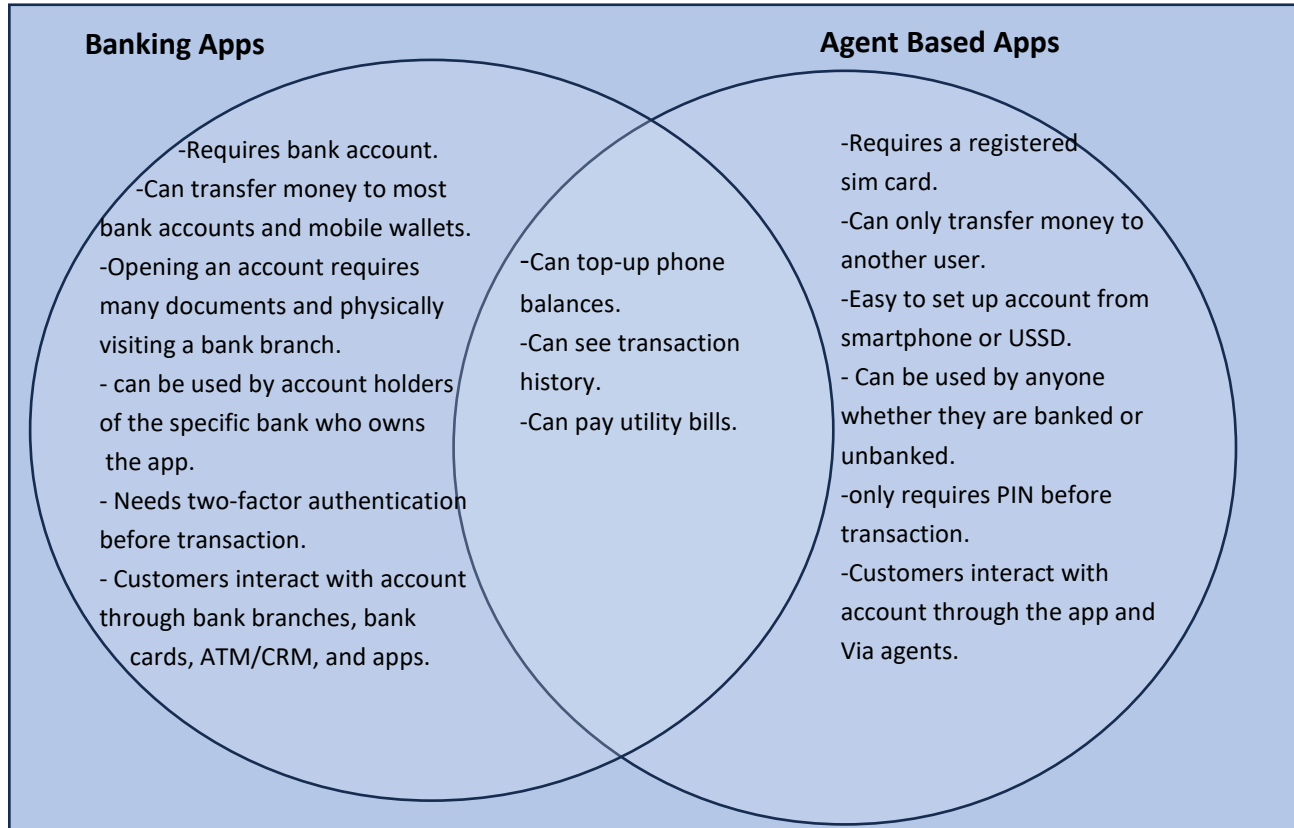 Banking Apps
Agent Based Apps
-Requires bank account.
-Can transfer money to most
bank accounts and mobile wallets.
-Opening an account requires
many documents and physically
visiting a bank branch.
- can be used by account holders
of the specific bank who owns
the app.
- Needs two-factor authentication
before transaction.
- Customers interact with account
through bank branches, bank
cards, ATM/CRM, and apps.
-Can top-up phone
balances.
-Can see transaction
history.
-Can pay utility bills.
-Requires a registered
sim card.
-Can only transfer money to
another user.
-Easy to set up account from
smartphone or USSD.
- Can be used by anyone
whether they are banked or
unbanked.
-only requires PIN before
transaction.
-Customers interact with
account through the app and
Via agents.